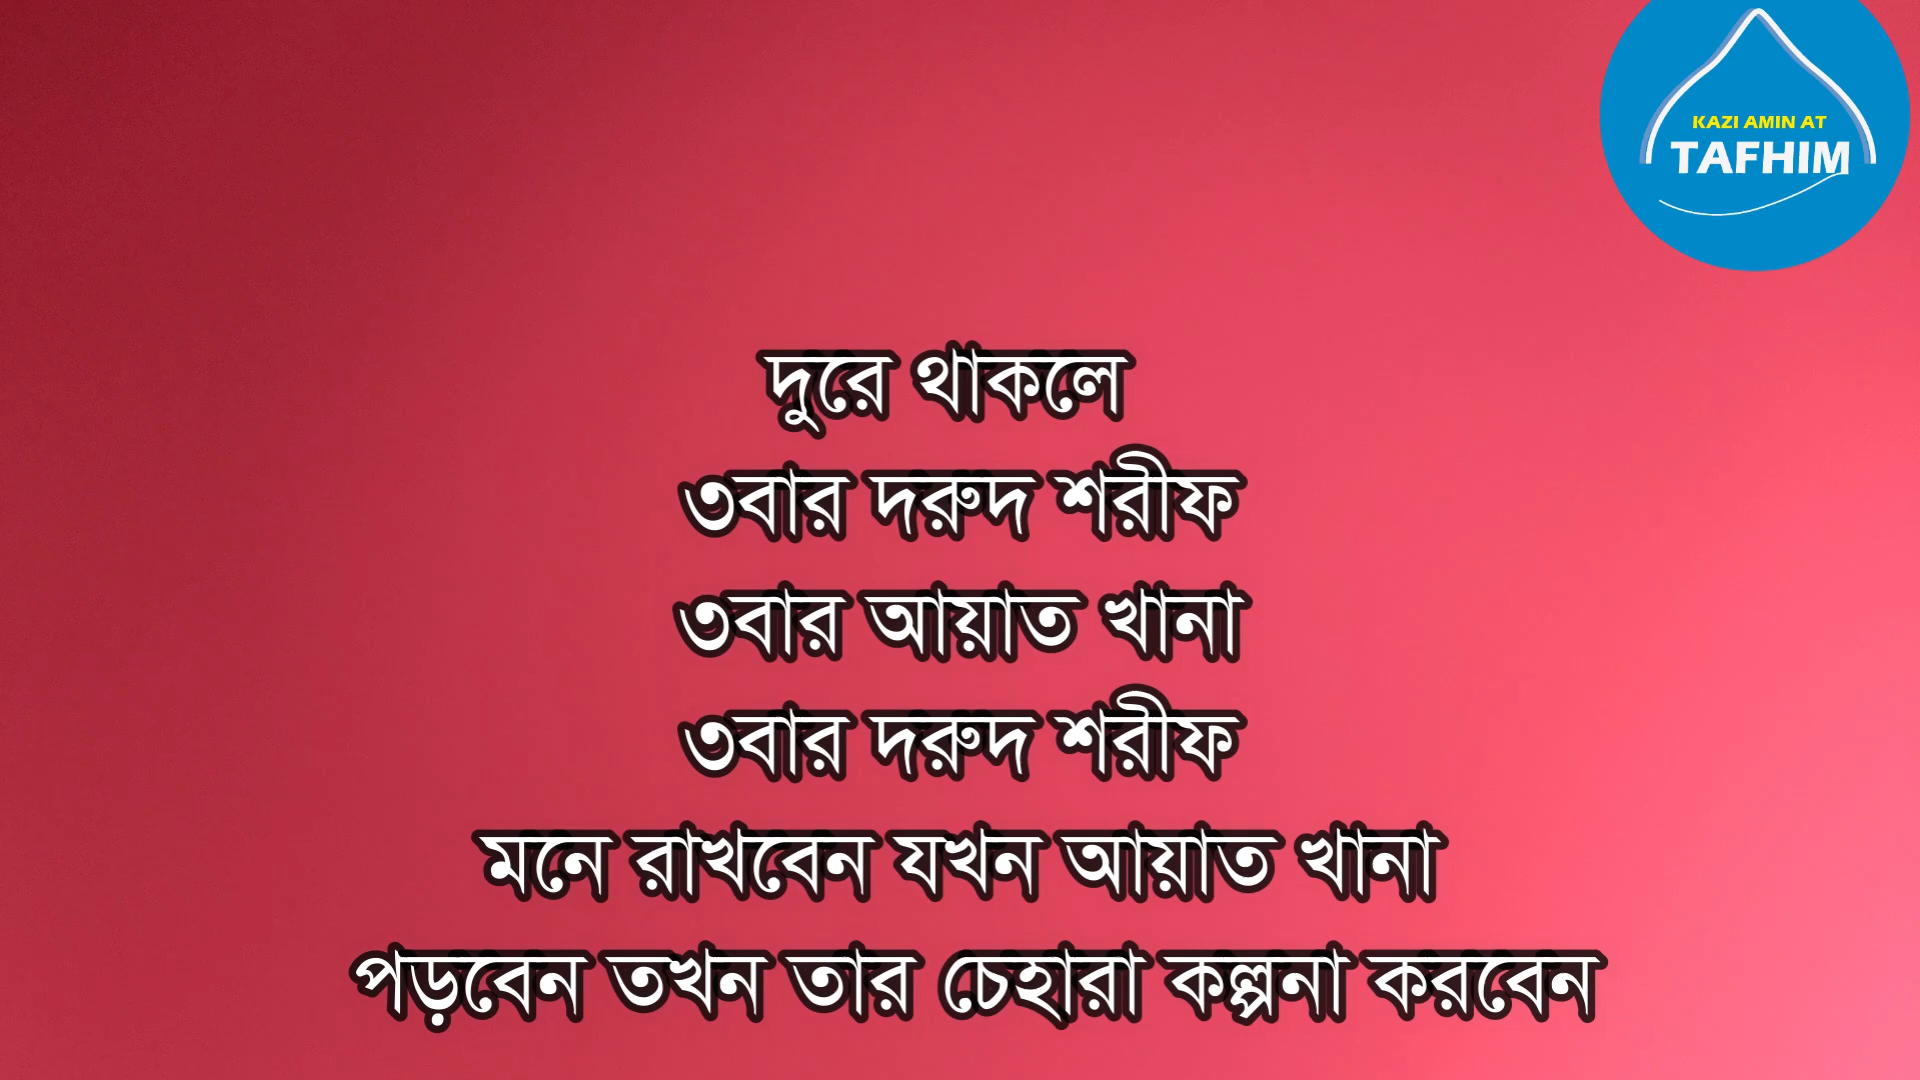 KAZI AMIN AT
TAFHIM
দুরে থাকলে
৩বার দরুদ শরীফ
৩বার আয়াত খানা
৩বার দরুদ শরীফ
মনে রাখবেন যখন আয়াত খানা
পড়বেন তখন তার চেহারা কল্পনা করবেন